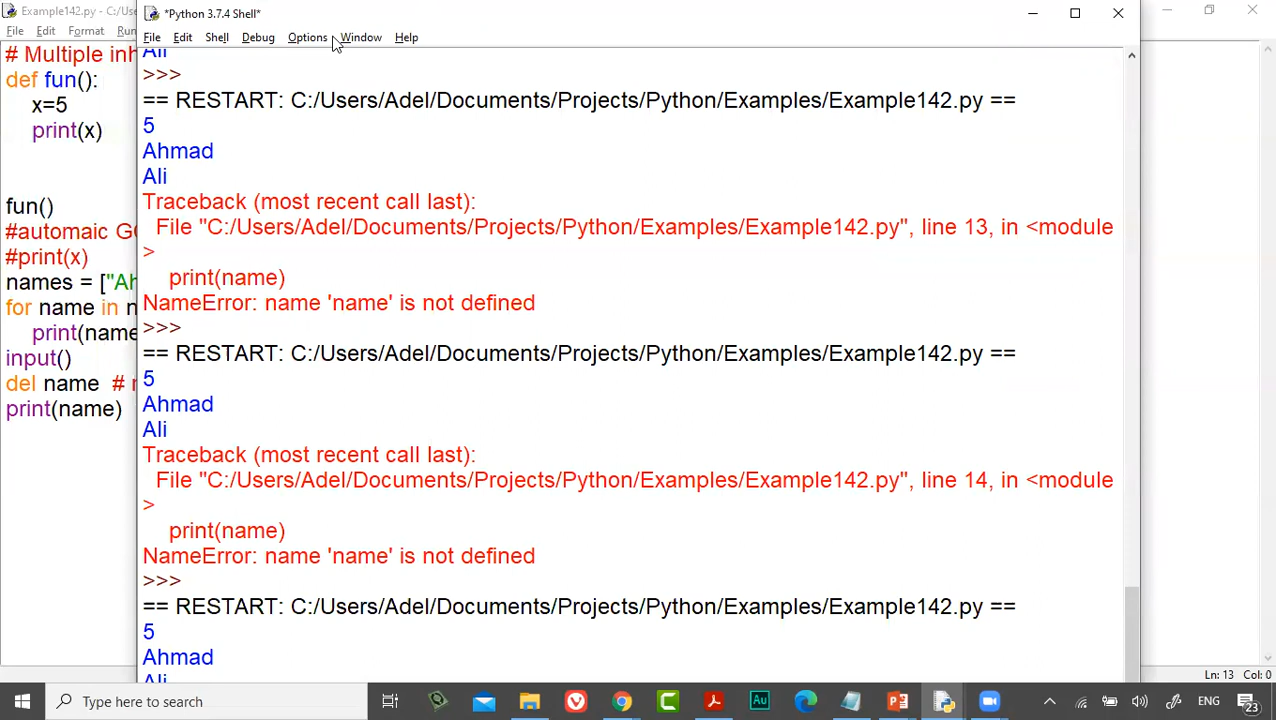 Example142.py - C:/Us
File Edit Format Run
# Multiple inh
def fun():
x=5
print(x)
fun()
#automaic GC
#print(x)
names = ["Ah
for name in n
print(name
input()
del name # r
print(name)
*Python 3.7.4 Shell*
File Edit Shell Debug Options Window Help
Ali
>>>
== RESTART: C:/Users/Adel/Documents/Projects/Python/Examples/Example142.py ==
5
Ahmad
Ali
Traceback (most recent call last):
File "C:/Users/Adel/Documents/Projects/Python/Examples/Example142.py", line 13, in <module
>
print(name)
NameError: name 'name' is not defined
>>>
== RESTART: C:/Users/Adel/Documents/Projects/Python/Examples/Example142.py ==
5
Ahmad
Ali
Traceback (most recent call last):
File "C:/Users/Adel/Documents/Projects/Python/Examples/Example142.py", line 14, in <module
>
print(name)
NameError: name 'name' is not defined
>>>
== RESTART: C:/Users/Adel/Documents/Projects/Python/Examples/Example142.py ==
5
Ahmad
Ali
Ln: 13 Col: 0
Type here to search
Au
ENG
23